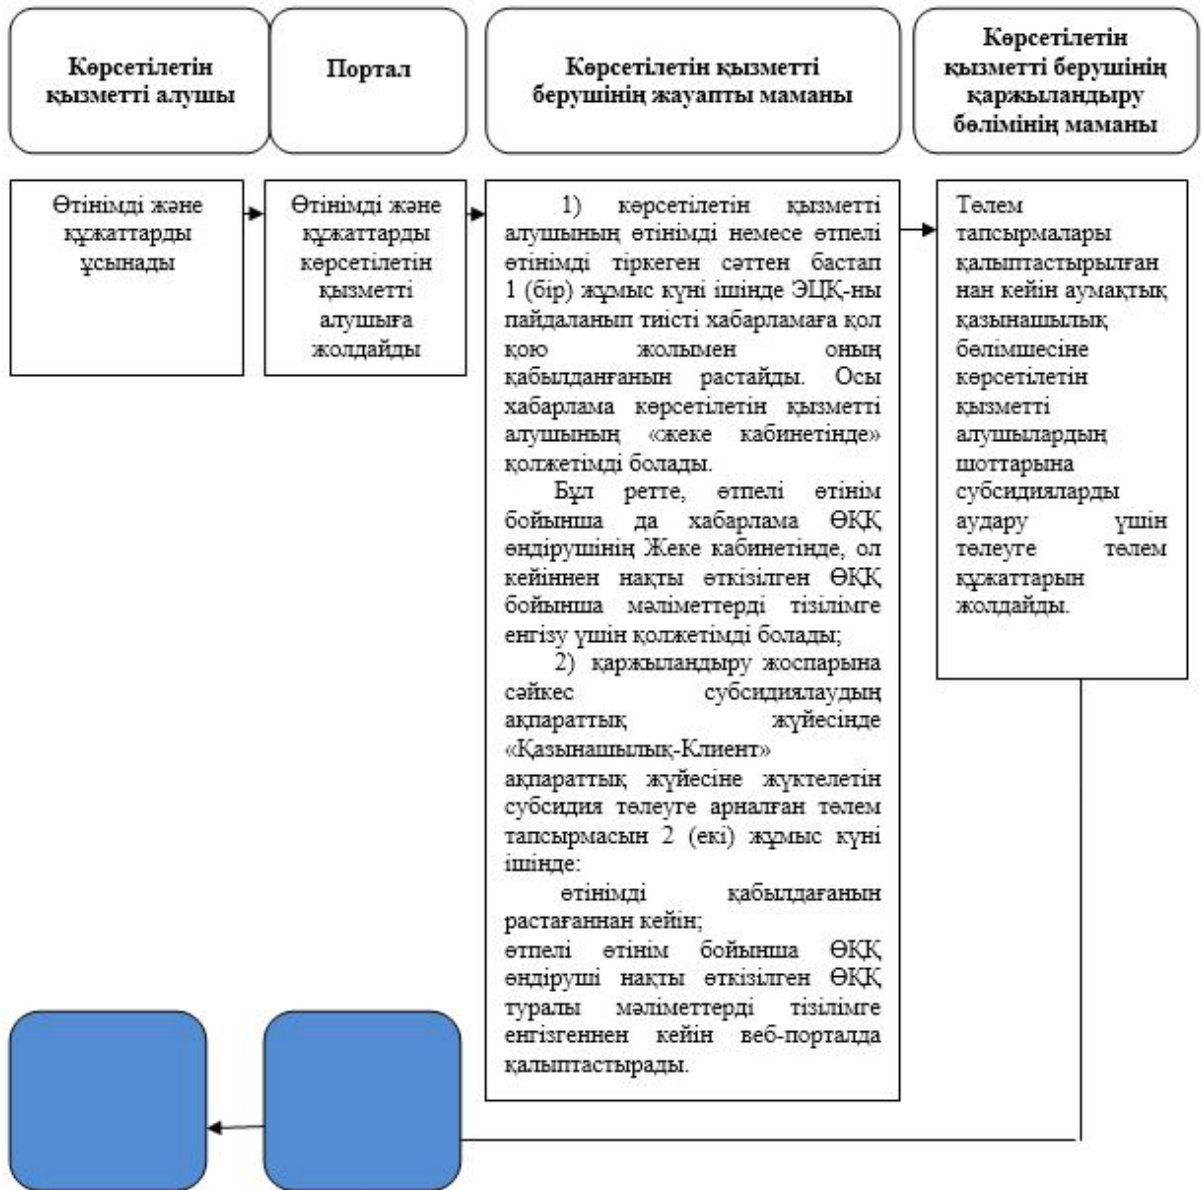 Көрсетілетін
қызметті алушы
Портал
Көрсетілетін қызметті
берушінің жауапты маманы
Көрсетілетін
қызметті берушінің
қаржыландыру
бөлімінің маманы
Өтінімді және
құжаттарды
ұсынады
Өтінімді және
құжаттарды
көрсетілетін
қызметті
алушыға
жолдайды
1) көрсетілетін қызметті
алушының өтінімді немесе өтпелі
өтінімді тіркеген сәттен бастап
1 (бір) жұмыс күні ішінде ЭЦҚ-ны
пайдаланып тиісті хабарламаға қол
қою жолымен оның
қабылданғанын растайды. Осы
хабарлама көрсетілетін қызметті
алушының «жеке кабинетінде»
қолжетімді болады.
Бұл ретте, өтпелі өтінім
бойынша да хабарлама ӨҚҚ
өндірушінің Жеке кабинетінде, ол
кейіннен нақты өткізілген ӨҚҚ
бойынша мәліметтерді тізілімге
енгізу үшін қолжетімді болады;
2) қаржыландыру жоспарына
сәйкес субсидиялаудың
ақпараттық жүйесінде
«Қазынашылық-Клиент»
ақпараттық жүйесіне жүктелетін
субсидия төлеуге арналған төлем
тапсырмасын 2 (екі) жұмыс күні
ішінде:
өтінімді қабылдағанын
растағаннан кейін;
өтпелі өтінім бойынша ӨҚҚ
өндіруші нақты өткізілген ӨҚҚ
туралы мәліметтерді тізілімге
енгізгеннен кейін веб-порталда
қалыптастырады.
Төлем
тапсырмалары
қалыптастырылған
нан кейін аумақтық
қазынашылық
бөлімшесіне
көрсетілетін
қызметті
алушылардың
шоттарына
субсидияларды
аудару үшін
төлеуге төлем
құжаттарын
жолдайды.